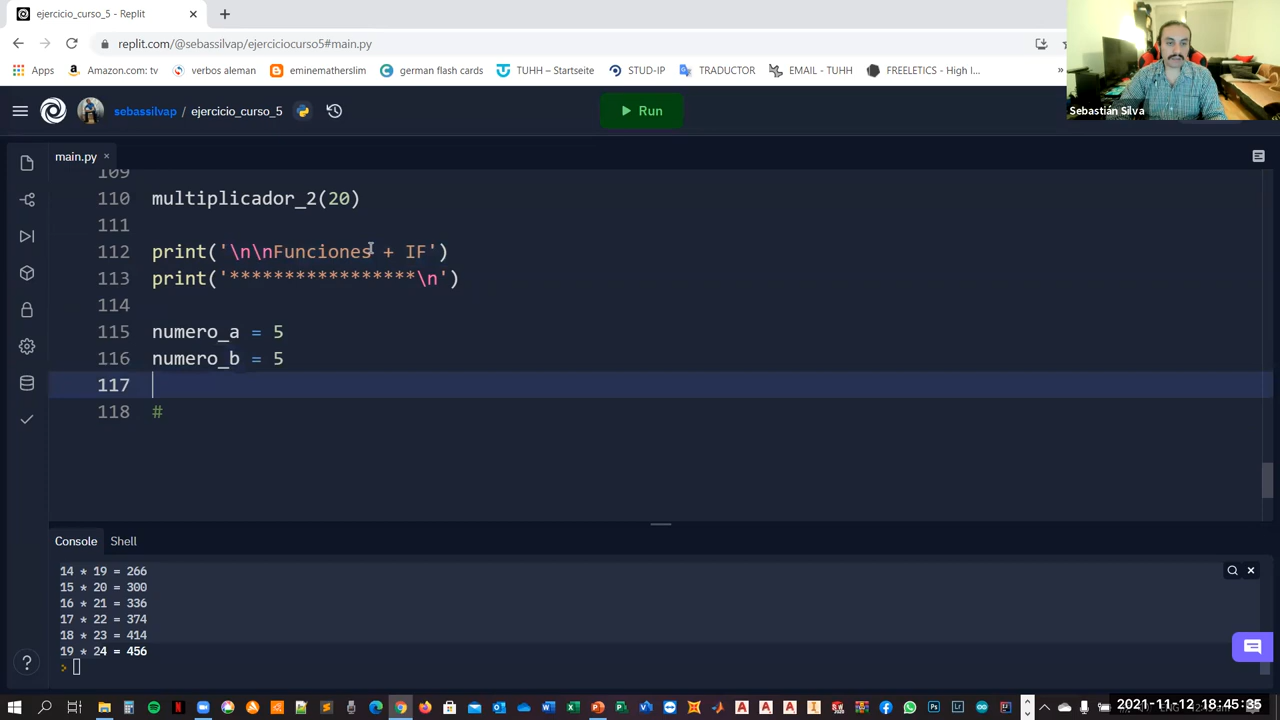 ejercicio_curso_5 - Replit
replit.com/@sebassilvap/ejerciciocurso5#main.py
Apps
Amazon.com: tv
verbos aleman
eminematherslim
german flash cards
TUHH – Startseite
STUD-IP
TRADUCTOR
EMAIL - TUHH
FREELETICS - High I...
»
Sebastián Silva
sebassilvap / ejercicio_curso_5
Run
main.py
109
110 multiplicador_2(20)
111
112 print('\n\nFunciones + IF')
113 print('*****************\n')
114
115 numero_a = 5
116 numero_b = 5
117
118 #
Console
Shell
14 * 19 = 266
15 * 20 = 300
16 * 21 = 336
17 * 22 = 374
18 * 23 = 414
19 * 24 = 456
>
?
2021-11-12 18:45:35